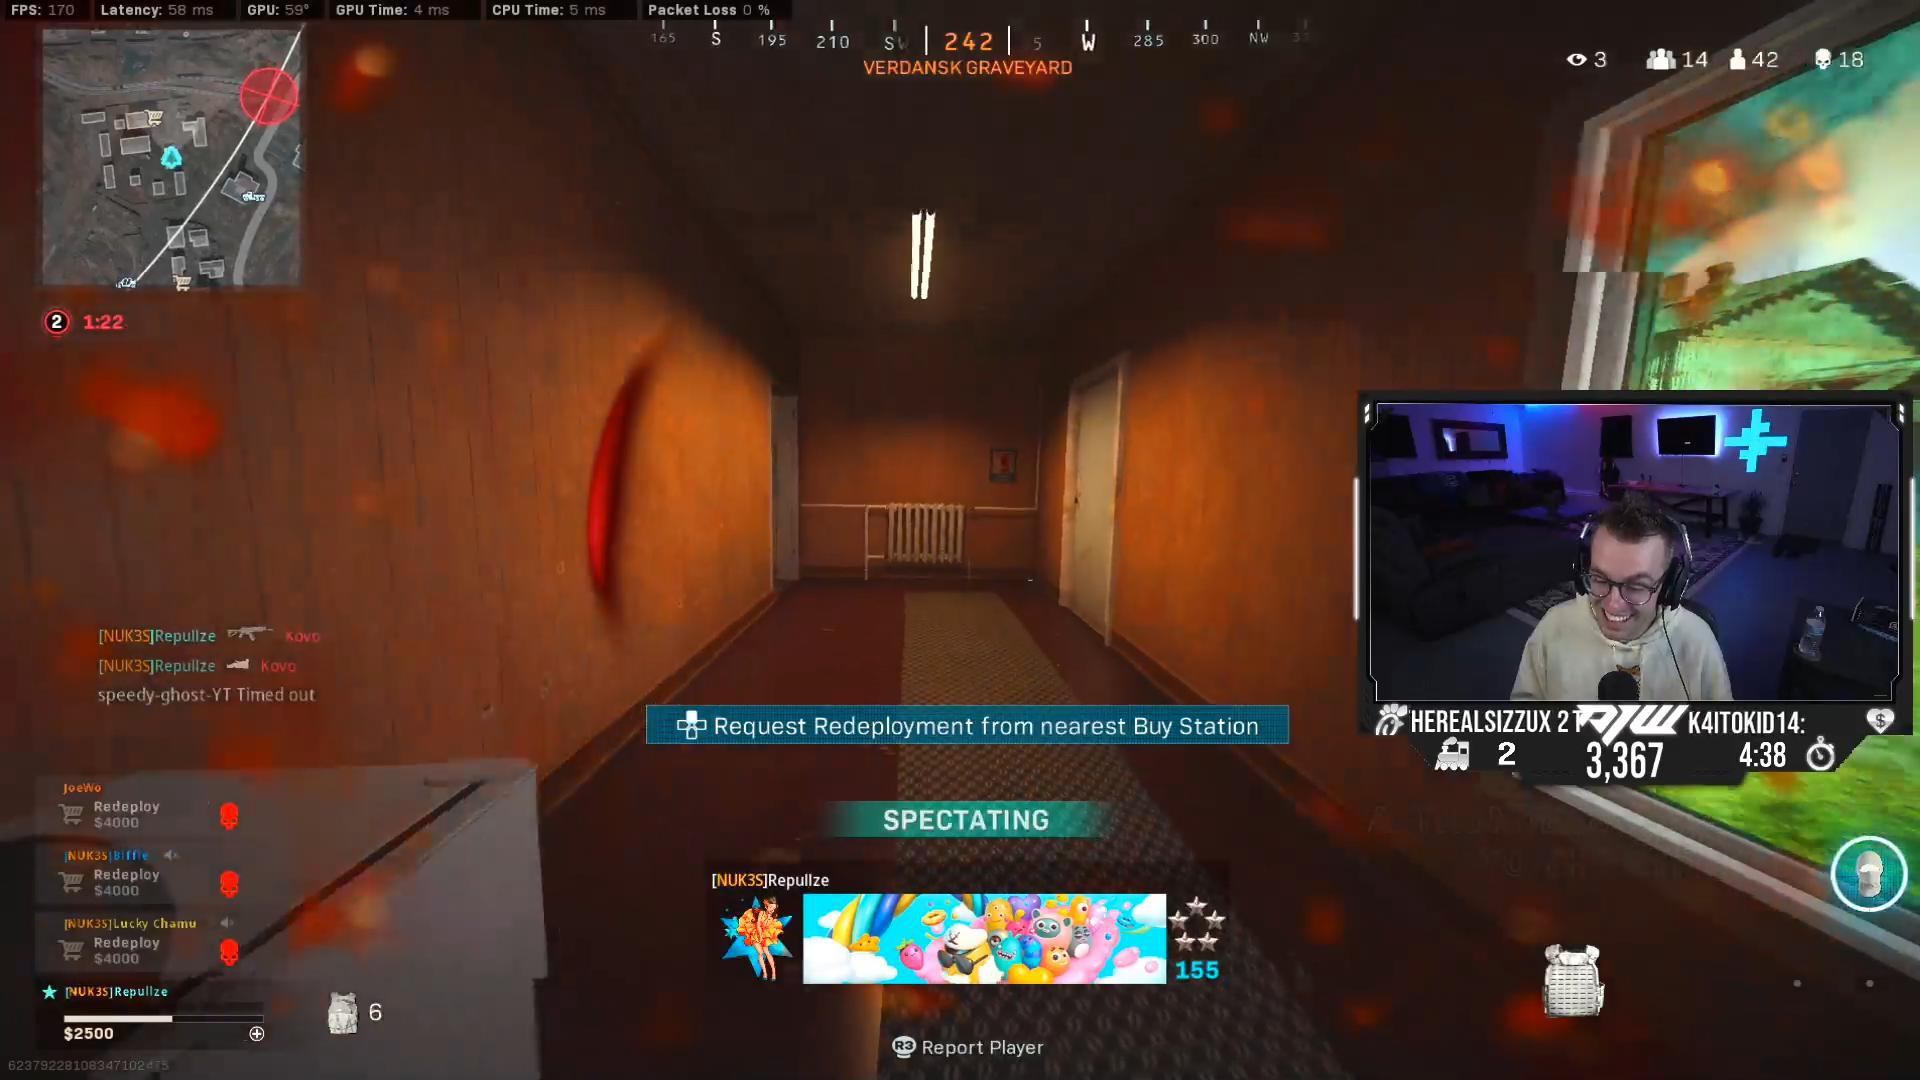 FPS: 170 Latency: 58 ms GPU: 59° GPU Time: 4 ms CPU Time: 5 ms Packet Loss 0 %
165 S 195 210 SW 242 5 W 285 300 NW
VERDANSK GRAVEYARD
3 14 42 18
2 1:22
[NUK3S]Repullze Kovo
[NUK3S]Repullze Kovo
speedy-ghost-YT Timed out
Request Redeployment from nearest Buy Station
HEREALSIZZUX 2 T K4ITOKID14:
2 3,367 4:38
SPECTATING
JoeWo
Redeploy
$4000
[NUK3S]Biffle
Redeploy
$4000
[NUK3S]Lucky Chamu
Redeploy
$4000
[NUK3S]Repullze
$2500
6
[NUK3S]Repullze
155
R3 Report Player